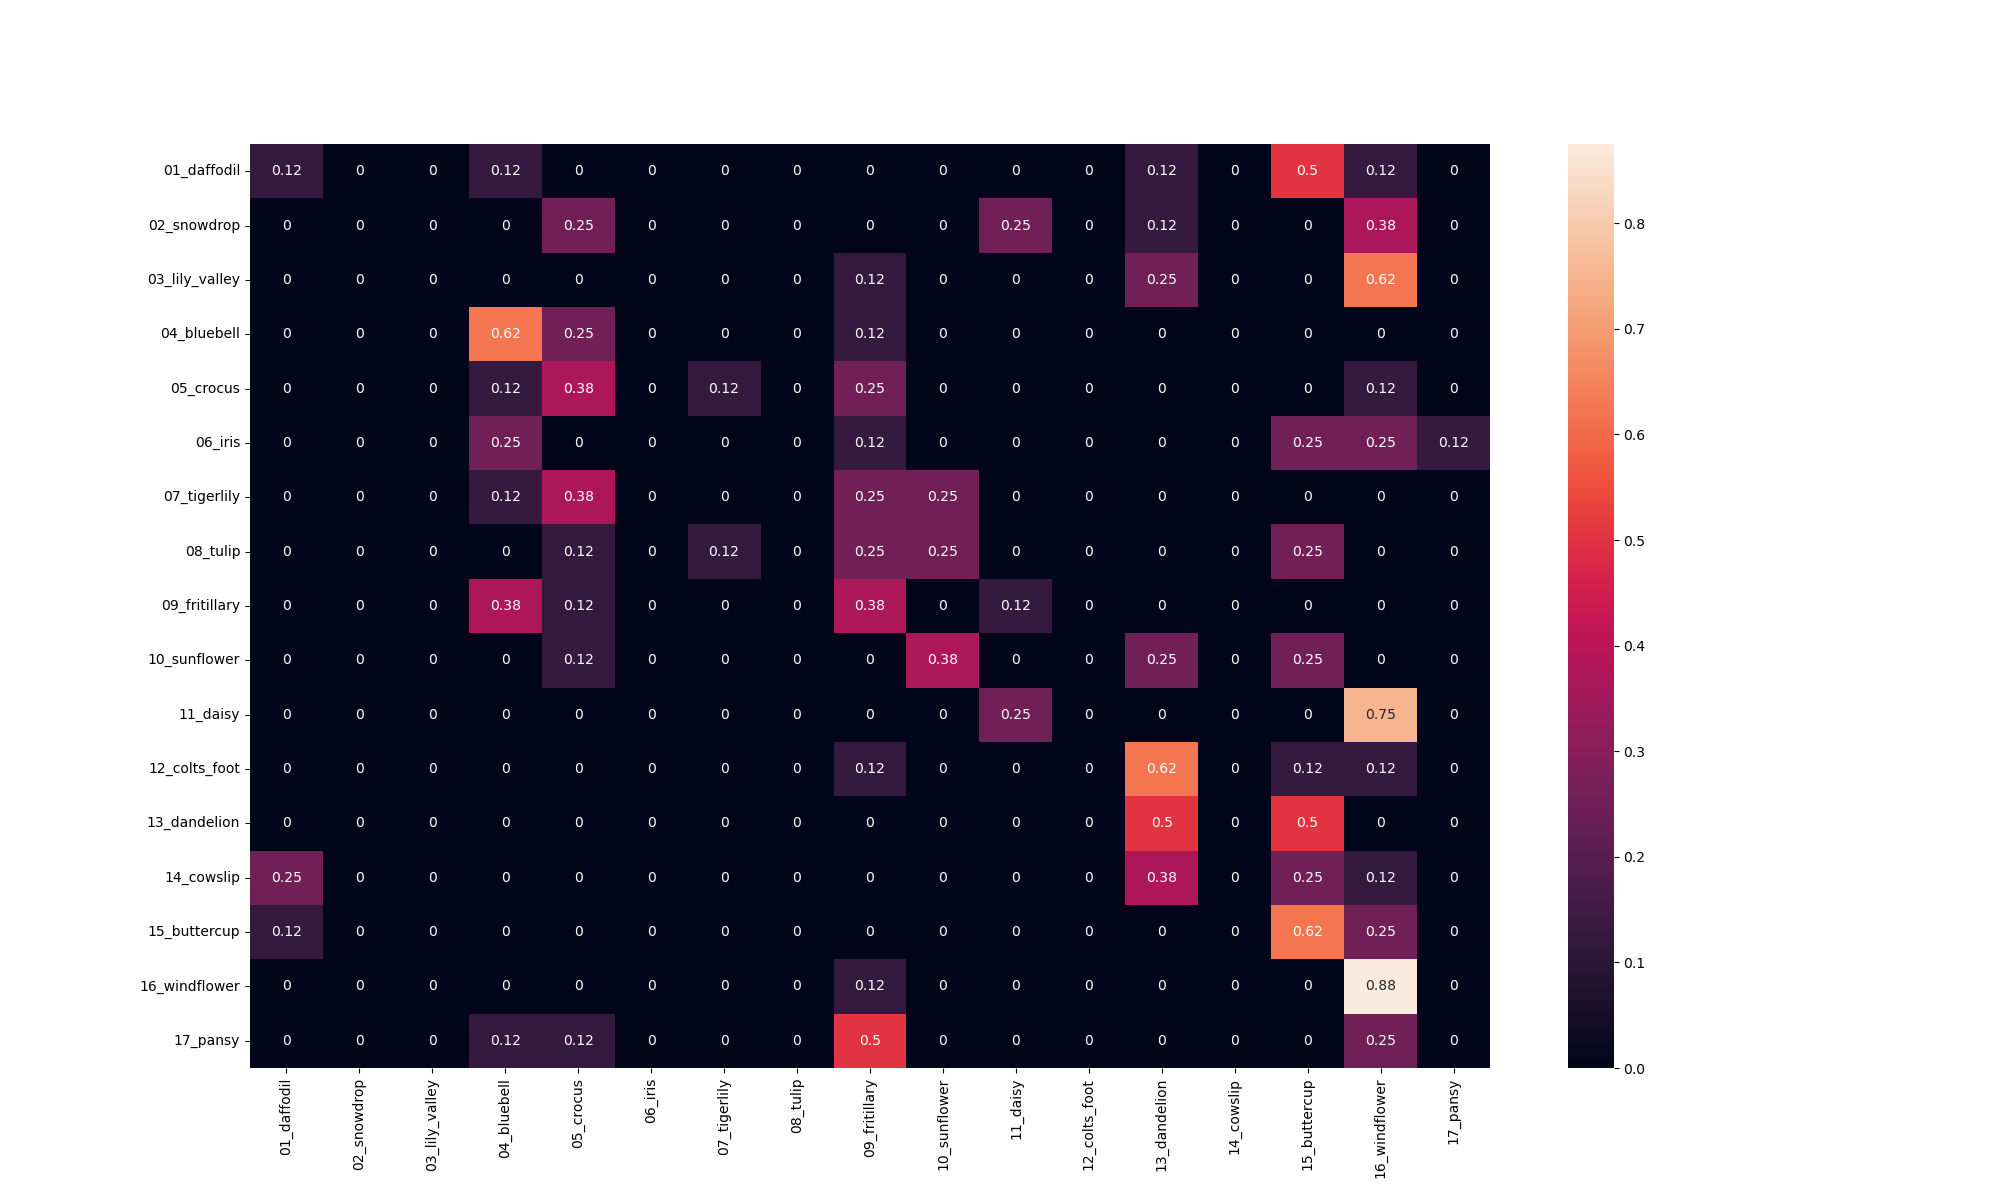 01_daffodil 0.12 0 0 0.12 0 0 0 0 0 0 0 0 0.12 0 0.5 0.12 0
02_snowdrop 0 0 0 0 0.25 0 0 0 0 0 0.25 0 0.12 0 0 0.38 0
03_lily_valley 0 0 0 0 0 0 0 0 0.12 0 0 0 0.25 0 0 0.62 0
04_bluebell 0 0 0 0.62 0.25 0 0 0 0.12 0 0 0 0 0 0 0 0
05_crocus 0 0 0 0.12 0.38 0 0.12 0 0.25 0 0 0 0 0 0 0.12 0
06_iris 0 0 0 0.25 0 0 0 0 0.12 0 0 0 0 0 0.25 0.25 0.12
07_tigerlily 0 0 0 0.12 0.38 0 0 0 0.25 0.25 0 0 0 0 0 0 0
08_tulip 0 0 0 0 0.12 0 0.12 0 0.25 0.25 0 0 0 0 0.25 0 0
09_fritillary 0 0 0 0.38 0.12 0 0 0 0.38 0 0.12 0 0 0 0 0 0
10_sunflower 0 0 0 0 0.12 0 0 0 0 0.38 0 0 0.25 0 0.25 0 0
11_daisy 0 0 0 0 0 0 0 0 0 0 0.25 0 0 0 0 0.75 0
12_colts_foot 0 0 0 0 0 0 0 0 0.12 0 0 0 0.62 0 0.12 0.12 0
13_dandelion 0 0 0 0 0 0 0 0 0 0 0 0 0.5 0 0.5 0 0
14_cowslip 0.25 0 0 0 0 0 0 0 0 0 0 0 0.38 0 0.25 0.12 0
15_buttercup 0.12 0 0 0 0 0 0 0 0 0 0 0 0 0 0.62 0.25 0
16_windflower 0 0 0 0 0 0 0 0 0.12 0 0 0 0 0 0 0.88 0
17_pansy 0 0 0 0.12 0.12 0 0 0 0.5 0 0 0 0 0 0 0.25 0
01_daffodil
02_snowdrop
03_lily_valley
04_bluebell
05_crocus
06_iris
07_tigerlily
08_tulip
09_fritillary
10_sunflower
11_daisy
12_colts_foot
13_dandelion
14_cowslip
15_buttercup
16_windflower
17_pansy
0.8
0.7
0.6
0.5
0.4
0.3
0.2
0.1
0.0